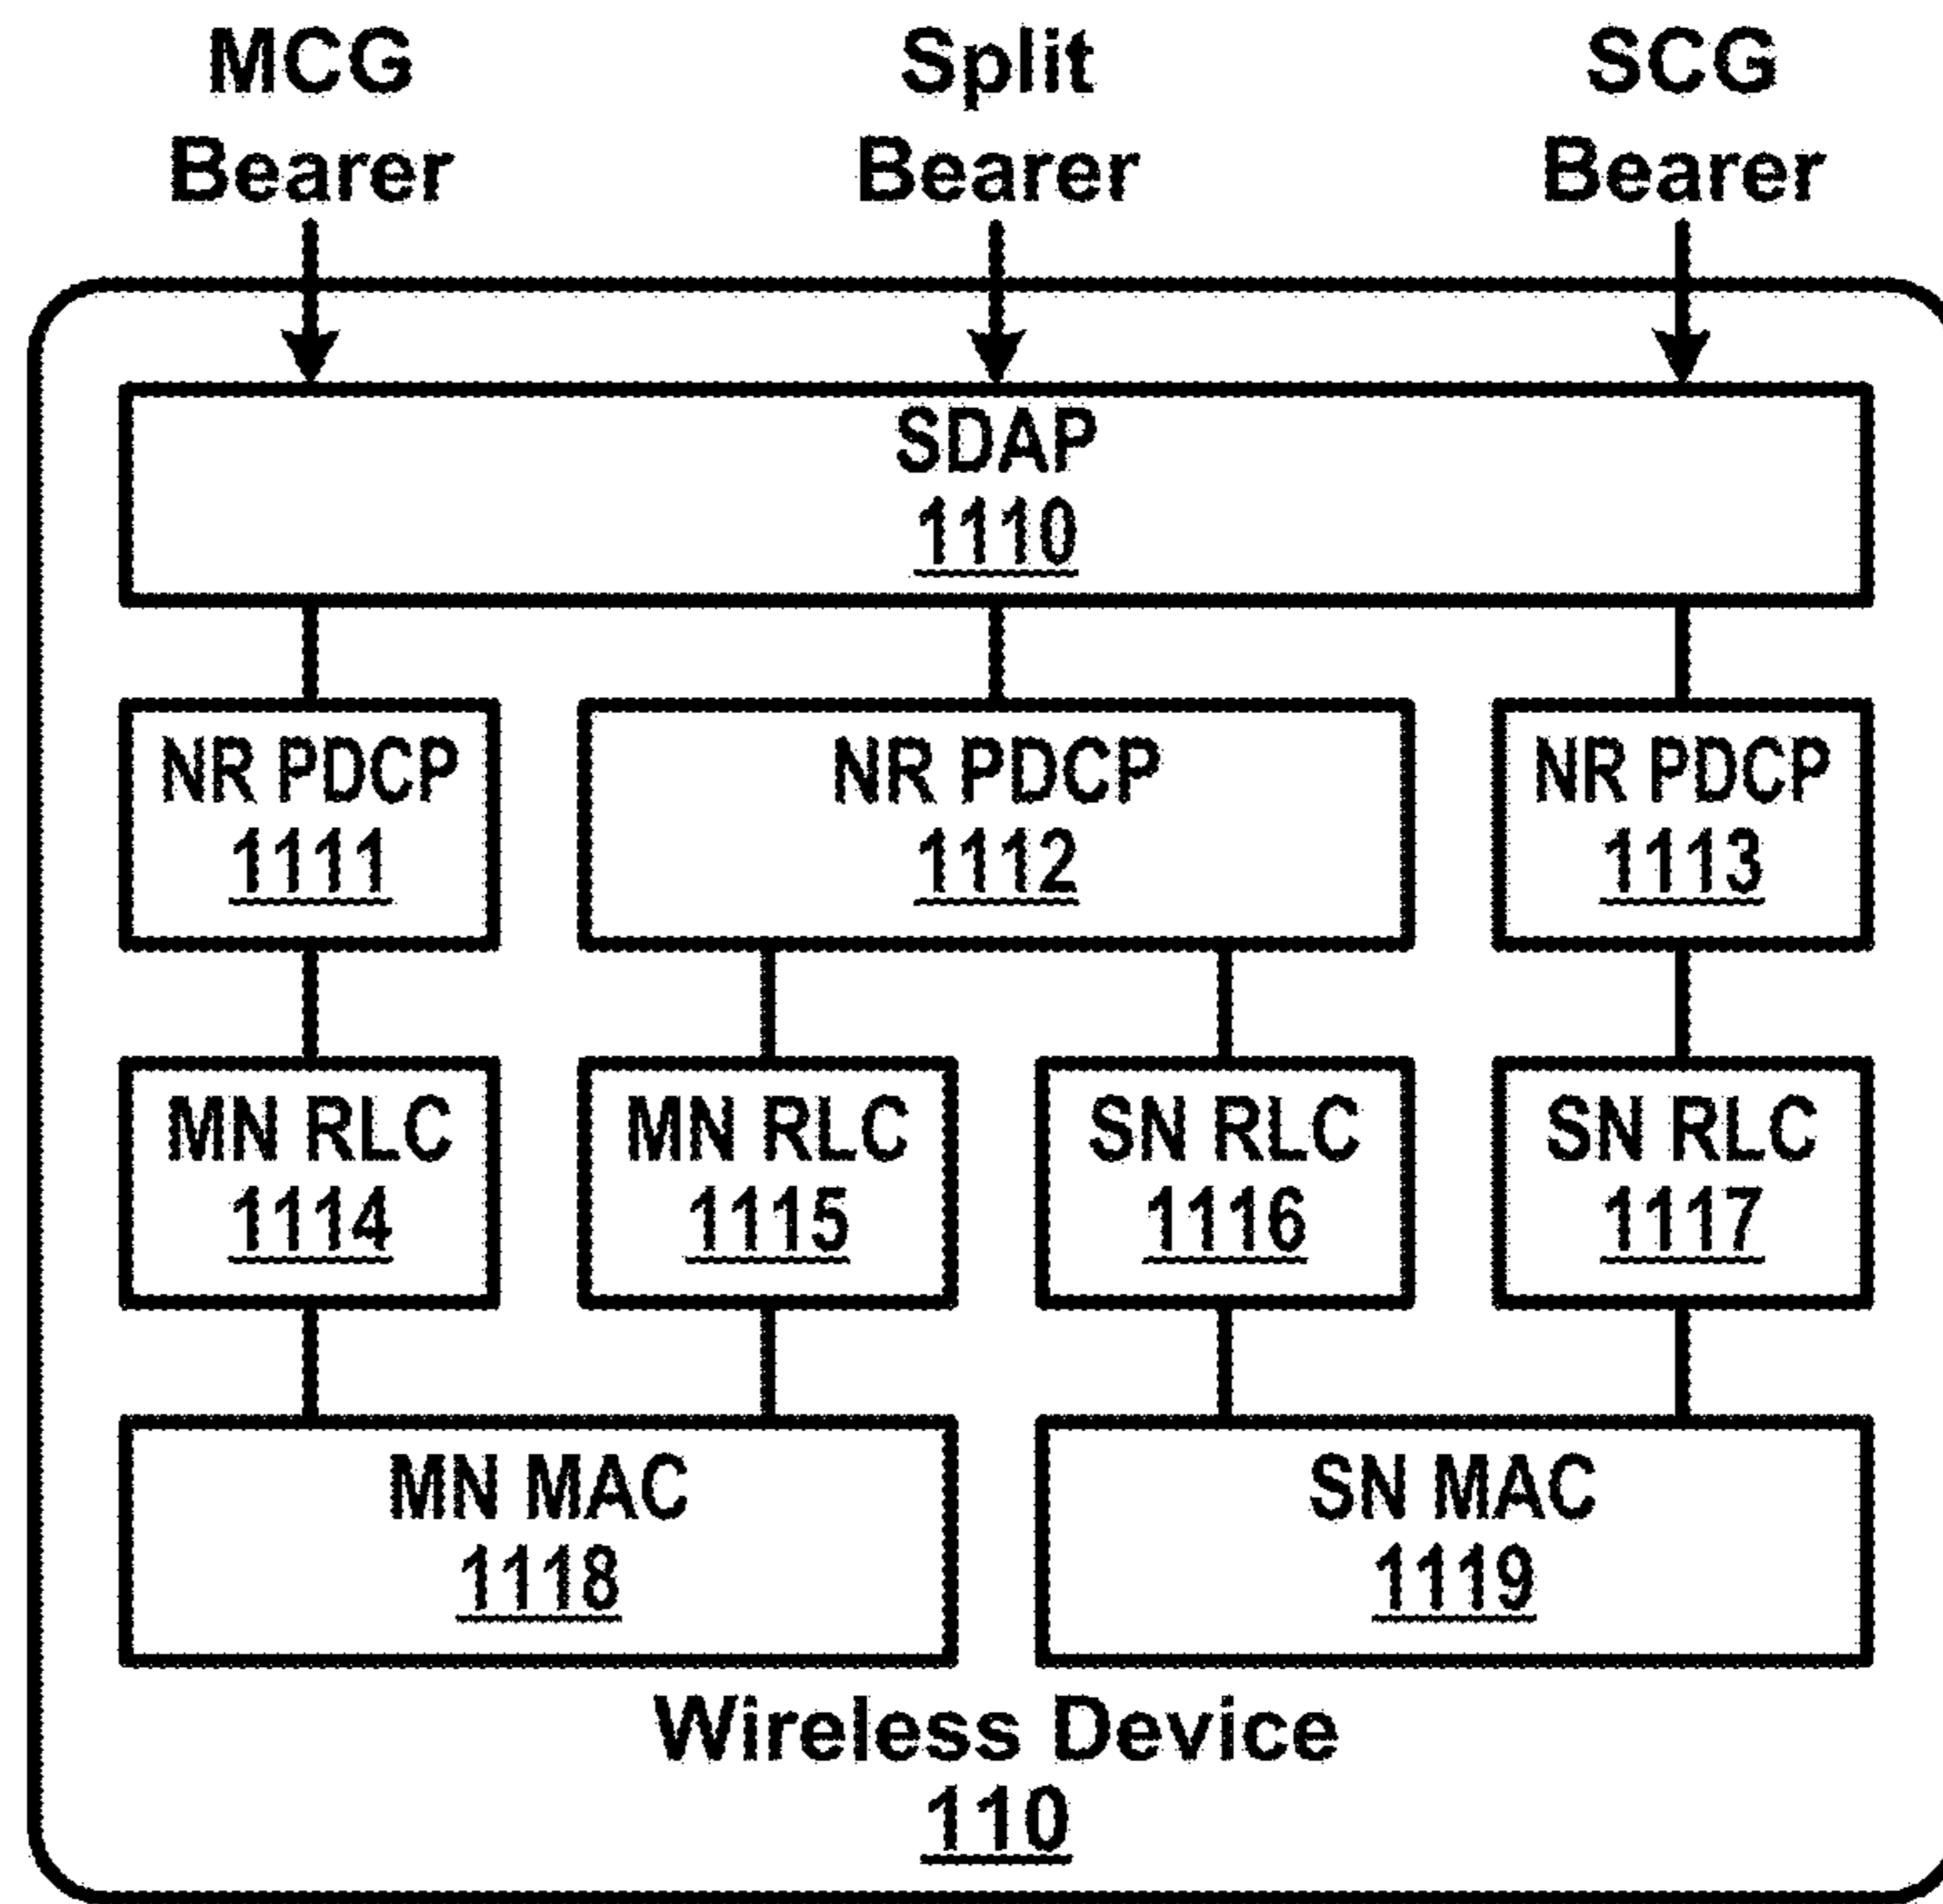 MCG
Bearer
Split
Bearer
SCG
Bearer
SDAP
1110
NR PDCP
1111
NR PDCP
1112
NR PDCP
1113
MN RLC
1114
MN RLC
1115
SN RLC
1116
SN RLC
1117
MN MAC
1118
SN MAC
1119
Wireless Device
110